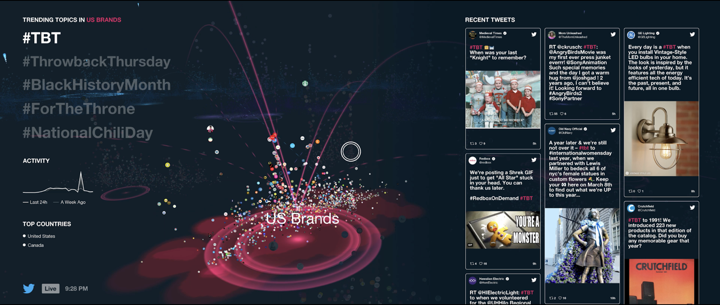 TRENDING TOPICS IN US BRANDS
#TBT
#ThrowbackThursday
#BlackHistoryMonth
#ForTheThrone
#NationalChiliDay
ACTIVITY
Last 24h
A Week Ago
TOP COUNTRIES
United States
Canada
Live
9:28 PM
US Brands
RECENT TWEETS
Medieval Times
#TBT
When was your last
"Knight" to remember?
Redbox
We're posting a Shrek GIF
just to get "All Star" stuck
in your head. You can
thank us later.
#RedboxOnDemand #TBT
YOU'RE A
MONSTER
Hawaiian Electric
RT @HIElectricLight: #TBT
to when we volunteered
for the @UHHilo Regional
RT @ckrusch: #TBT:
@AngryBirdsMovie was
my first ever press junket
ever! @SonyAnimation
Such special memories
and the day I got a warm
hug from @joshgad! 2
years ago, I can't believe
it! Looking forward to
#AngryBirds2
#SonyPartner
Old Navy Official
A year later & we're still
not over it – #tbt to
#internationalwomensday
last year, when we
partnered with Lewis
Miller to bedeck all 6 of
nyc's female statues in
custom flowers. Keep
your 👀 here on March 8th
to find out what we're UP
to this year...
GE Lighting
Every day is a #TBT when
you install Vintage-Style
LED bulbs in your home.
The look is inspired by the
looks of yesterday, but it
features all the energy
efficient tech of today. It's
the past, present, and
future, all in one bulb.
Crutchfield
#TBT to 1991! We
introduced 223 new
products in that edition of
the catalog. Did you buy
any memorable gear that
year?
CRUTCHFIELD